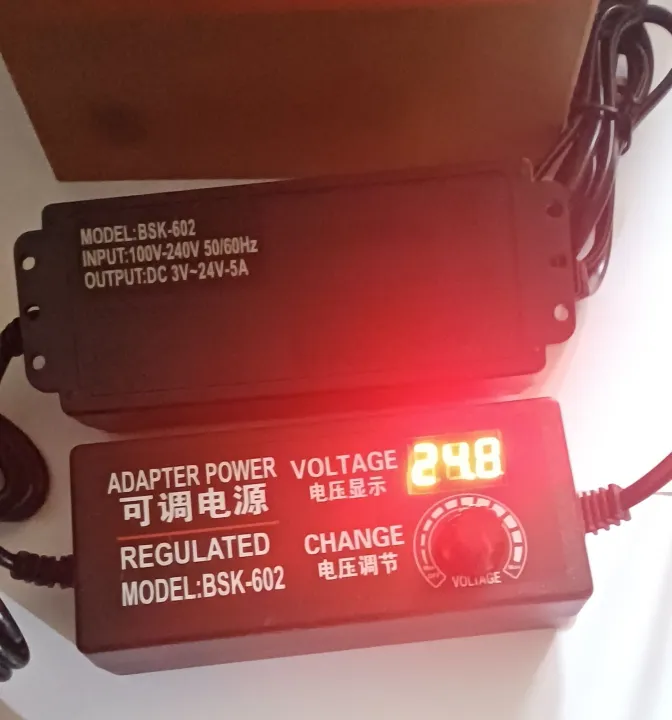 MODEL:BSK-602
INPUT:100V-240V 50/60Hz
OUTPUT:DC 3V~24V-5A
ADAPTER POWER
可调电源
REGULATED
MODEL:BSK-602
VOLTAGE
电压显示
24.8
CHANGE
电压调节
VOLTAGE